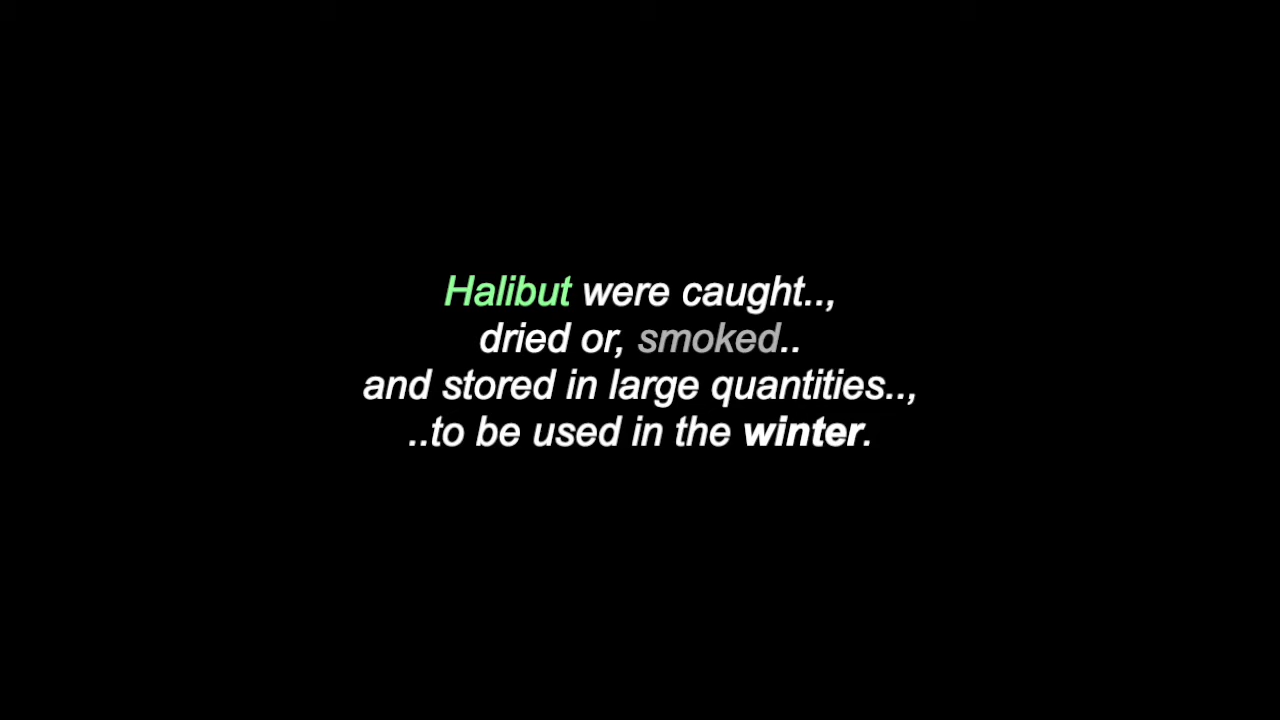 Halibut were caught..,
dried or, smoked..
and stored in large quantities..,
..to be used in the winter.